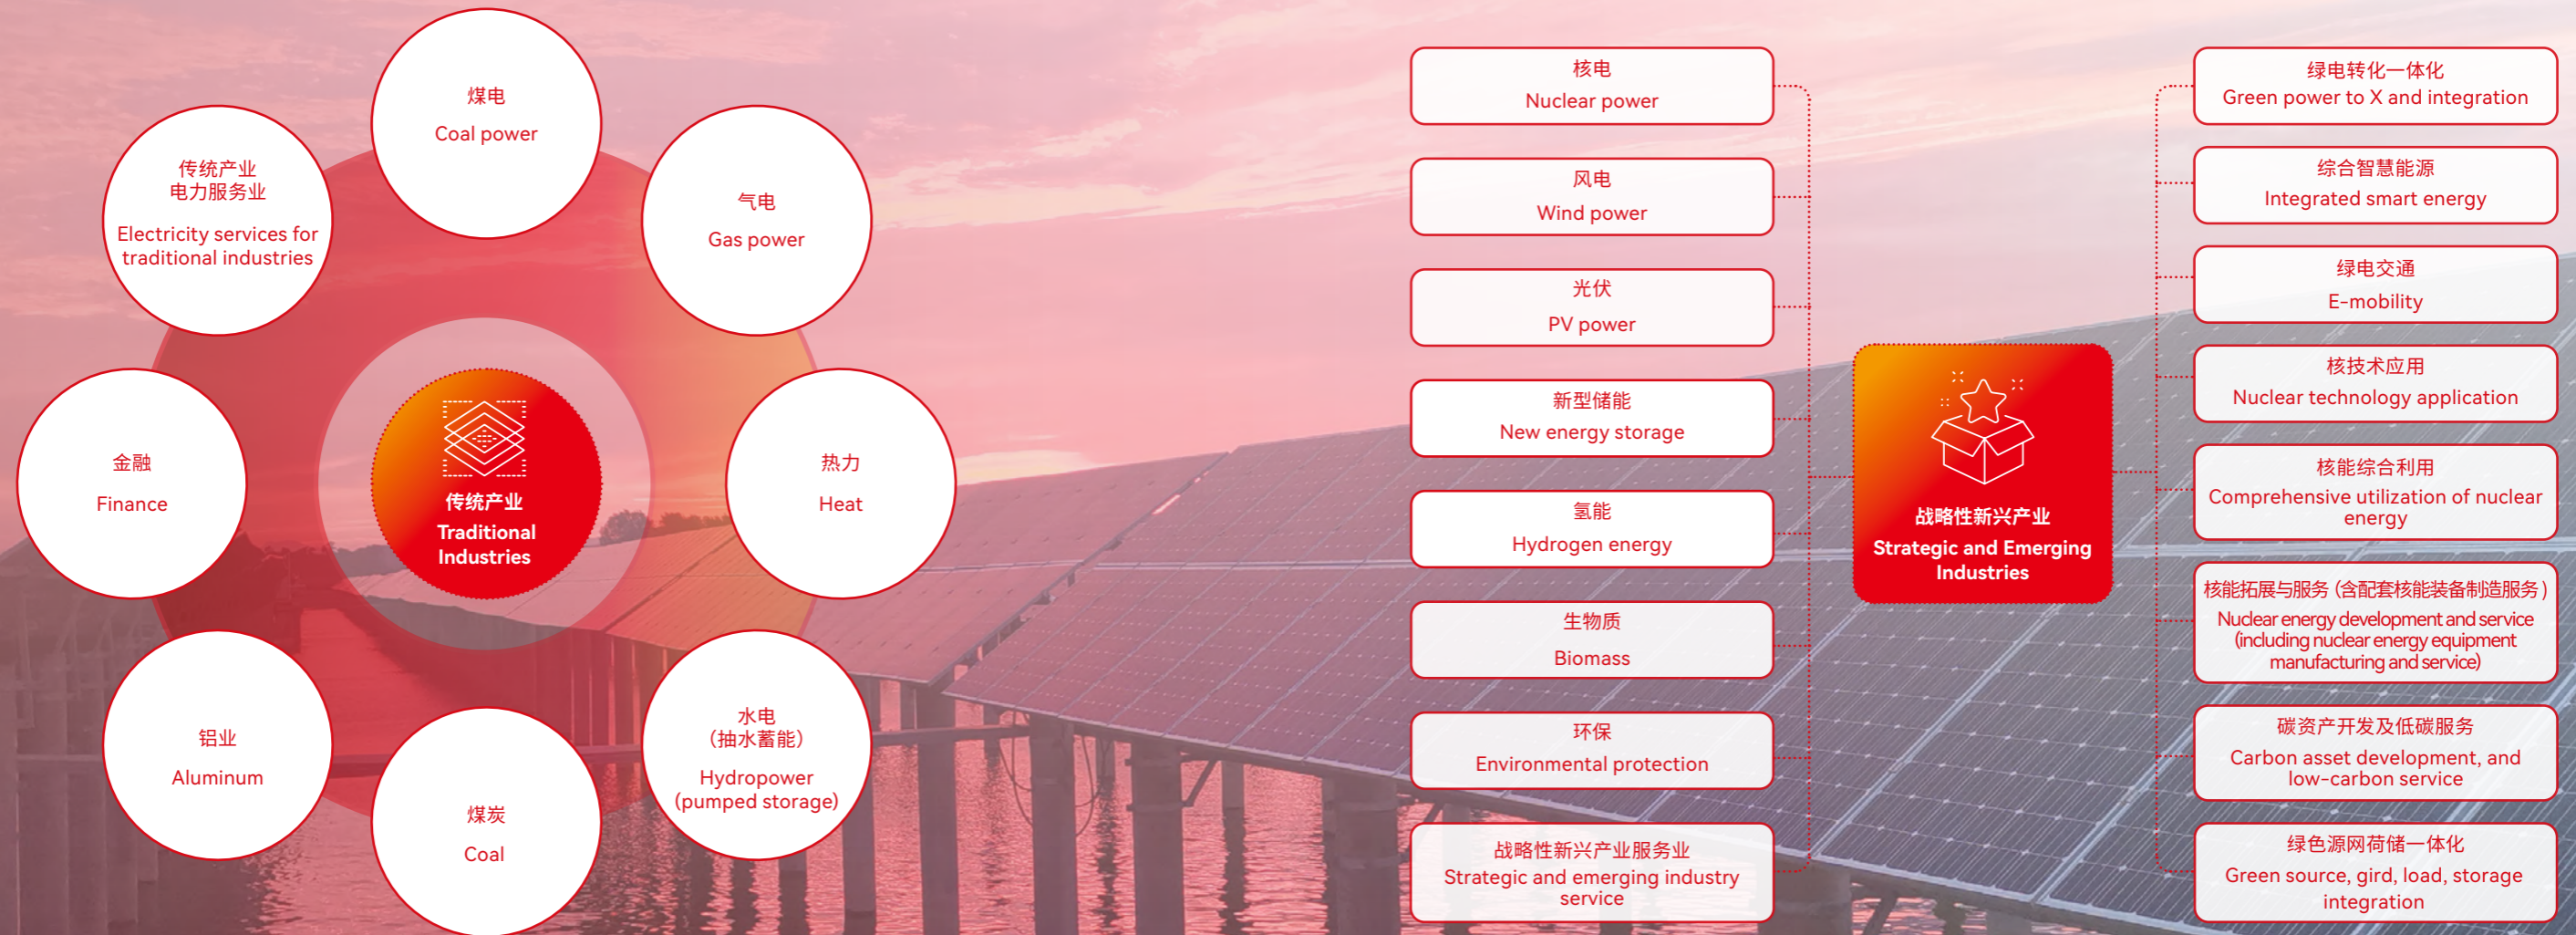 煤电
Coal power
气电
Gas power
热力
Heat
水电
（抽水蓄能）
Hydropower
(pumped storage)
煤炭
Coal
铝业
Aluminum
金融
Finance
传统产业
电力服务业
Electricity services for
traditional industries
传统产业
Traditional
Industries
核电
Nuclear power
风电
Wind power
光伏
PV power
新型储能
New energy storage
氢能
Hydrogen energy
生物质
Biomass
环保
Environmental protection
战略性新兴产业服务业
Strategic and emerging industry
service
战略性新兴产业
Strategic and Emerging
Industries
绿电转化一体化
Green power to X and integration
综合智慧能源
Integrated smart energy
绿电交通
E-mobility
核技术应用
Nuclear technology application
核能综合利用
Comprehensive utilization of nuclear
energy
核能拓展与服务（含配套核能装备制造服务）
Nuclear energy development and service
(including nuclear energy equipment
manufacturing and service)
碳资产开发及低碳服务
Carbon asset development, and
low-carbon service
绿色源网荷储一体化
Green source, gird, load, storage
integration